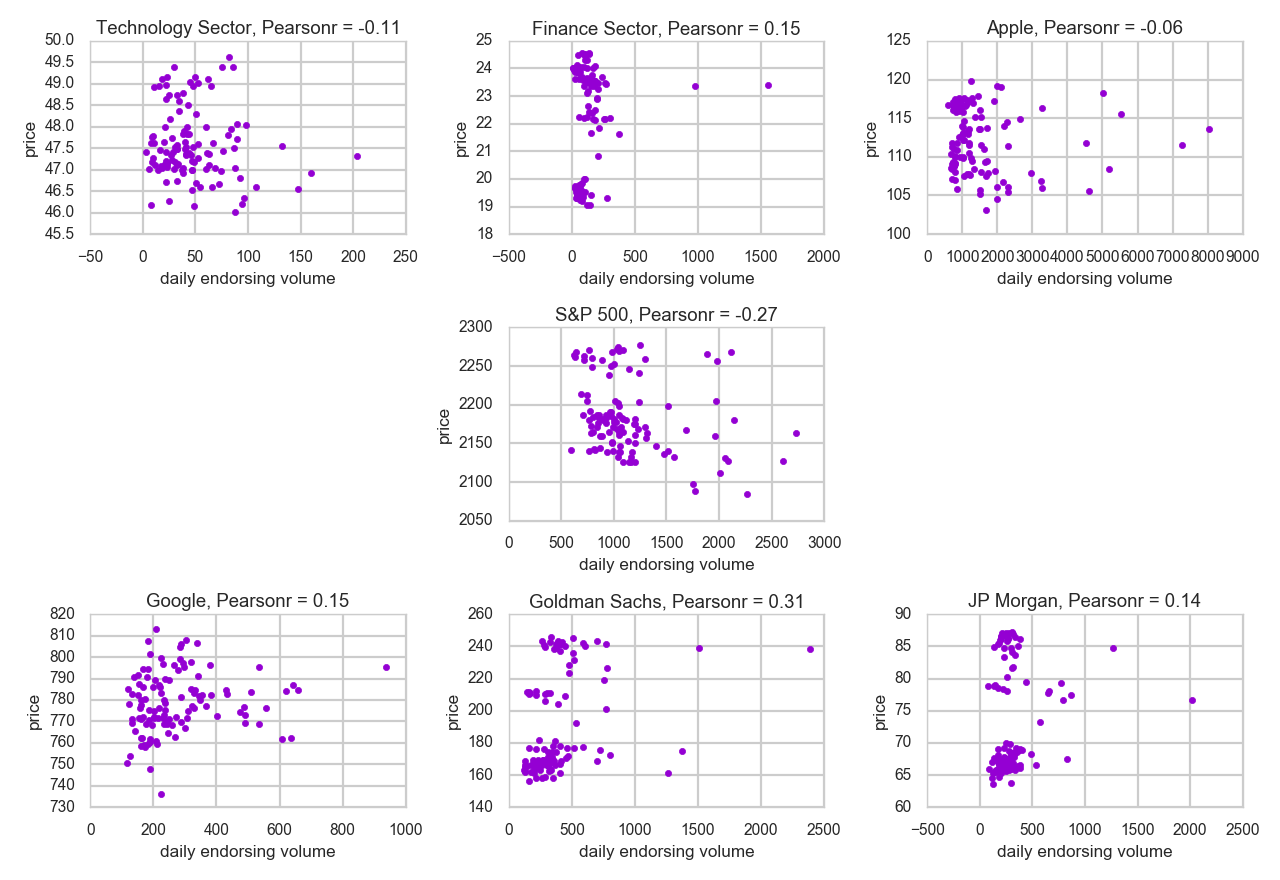 Technology Sector, Pearsonr = -0.11
50.0
49.5
49.0
48.5
48.0
47.5
47.0
46.5
46.0
45.5
price
−50 0 50 100 150 200 250
daily endorsing volume
Finance Sector, Pearsonr = 0.15
25
24
23
22
21
20
19
18
price
−500 0 500 1000 1500 2000
daily endorsing volume
Apple, Pearsonr = -0.06
125
120
115
110
105
100
price
0 1000 2000 3000 4000 5000 6000 7000 8000 9000
daily endorsing volume
S&P 500, Pearsonr = -0.27
2300
2250
2200
2150
2100
2050
price
0 500 1000 1500 2000 2500 3000
daily endorsing volume
Google, Pearsonr = 0.15
820
810
800
790
780
770
760
750
740
730
price
0 200 400 600 800 1000
daily endorsing volume
Goldman Sachs, Pearsonr = 0.31
260
240
220
200
180
160
140
price
0 500 1000 1500 2000 2500
daily endorsing volume
JP Morgan, Pearsonr = 0.14
90
85
80
75
70
65
60
price
−500 0 500 1000 1500 2000 2500
daily endorsing volume